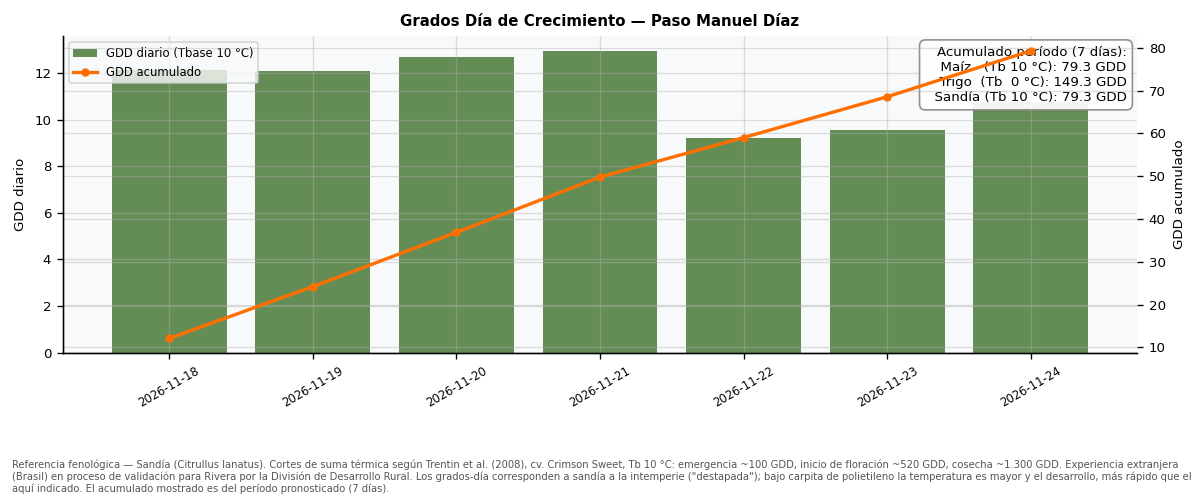 Grados Día de Crecimiento — Paso Manuel Díaz
GDD diario (Tbase 10 °C)
GDD acumulado
Acumulado período (7 días):
Maíz (Tb 10 °C): 79.3 GDD
Trigo (Tb 0 °C): 149.3 GDD
Sandía (Tb 10 °C): 79.3 GDD
GDD diario
12
10
8
6
4
2
0
GDD acumulado
80
70
60
50
40
30
20
10
2026-11-18
2026-11-19
2026-11-20
2026-11-21
2026-11-22
2026-11-23
2026-11-24
Referencia fenológica — Sandía (Citrullus lanatus). Cortes de suma térmica según Trentin et al. (2008), cv. Crimson Sweet, Tb 10 °C: emergencia ~100 GDD, inicio de floración ~520 GDD, cosecha ~1.300 GDD. Experiencia extranjera
(Brasil) en proceso de validación para Rivera por la División de Desarrollo Rural. Los grados-día corresponden a sandía a la intemperie ("destapada"); bajo carpita de polietileno la temperatura es mayor y el desarrollo, más rápido que el
aquí indicado. El acumulado mostrado es del período pronosticado (7 días).